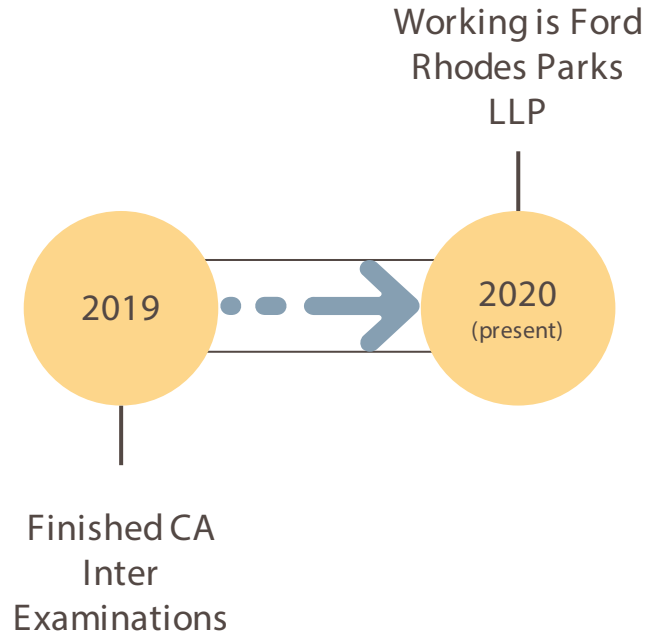 Working is Ford
Rhodes Parks
LLP
2019
2020
(present)
Finished CA
Inter
Examinations